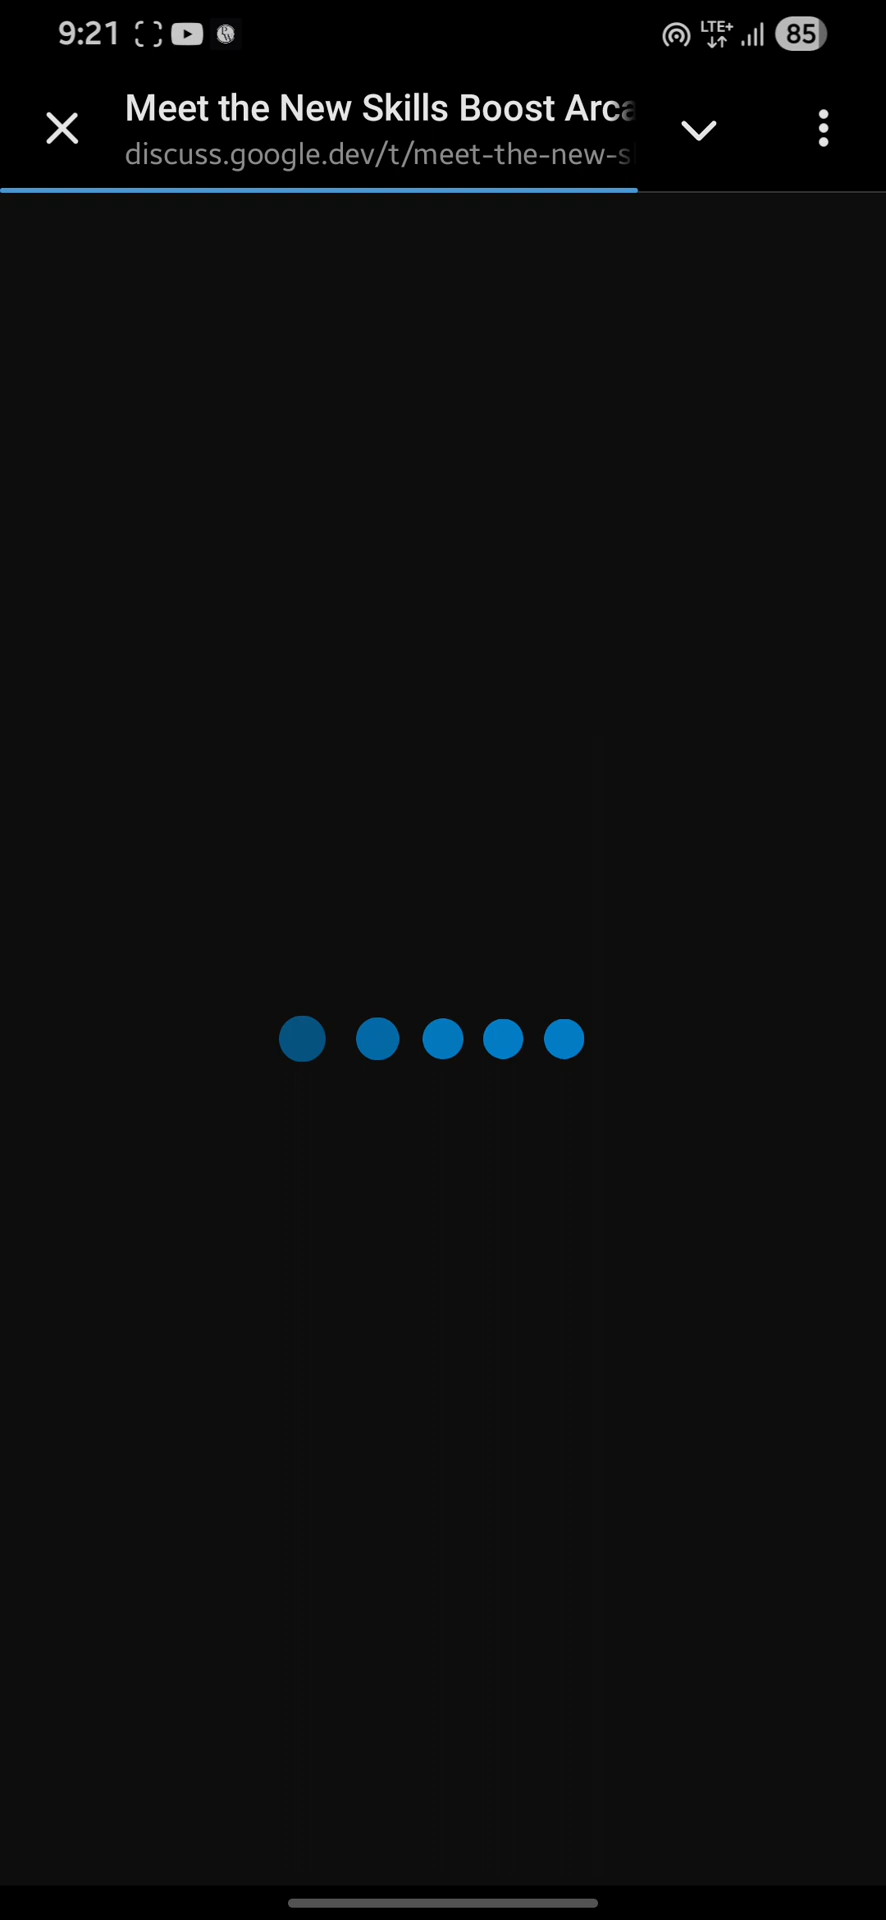 9:21
LTE+
85
Meet the New Skills Boost Arca
discuss.google.dev/t/meet-the-new-s